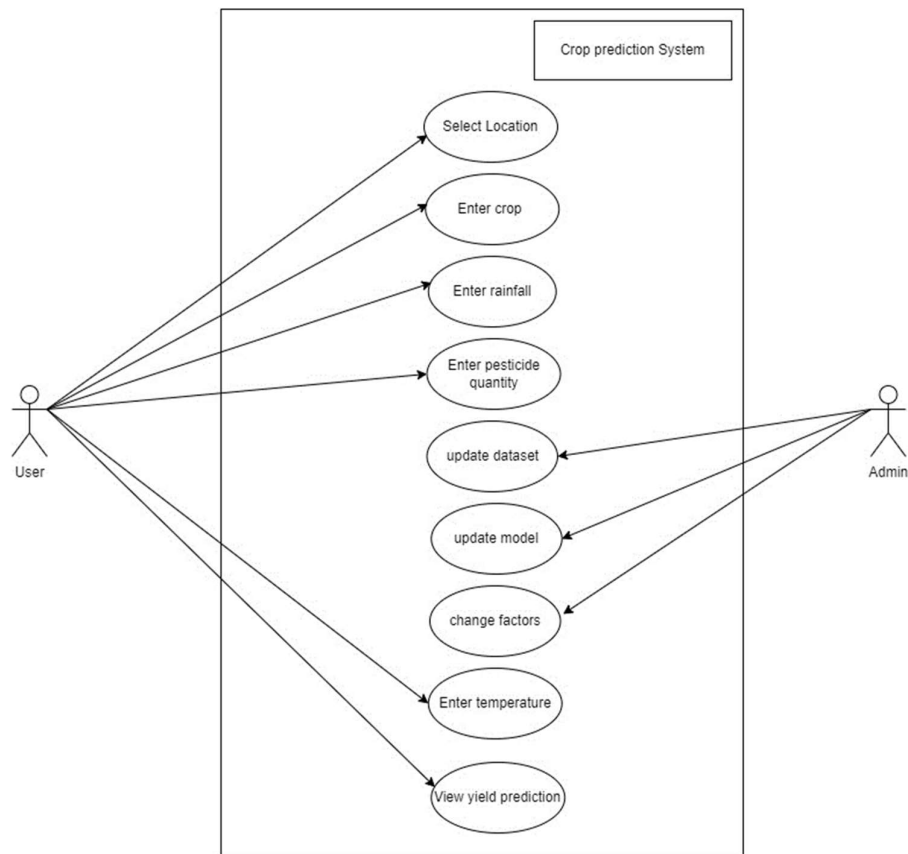 Crop prediction System
Select Location
Enter crop
Enter rainfall
Enter pesticide
quantity
User
Admin
update dataset
update model
change factors
Enter temperature
View yield prediction